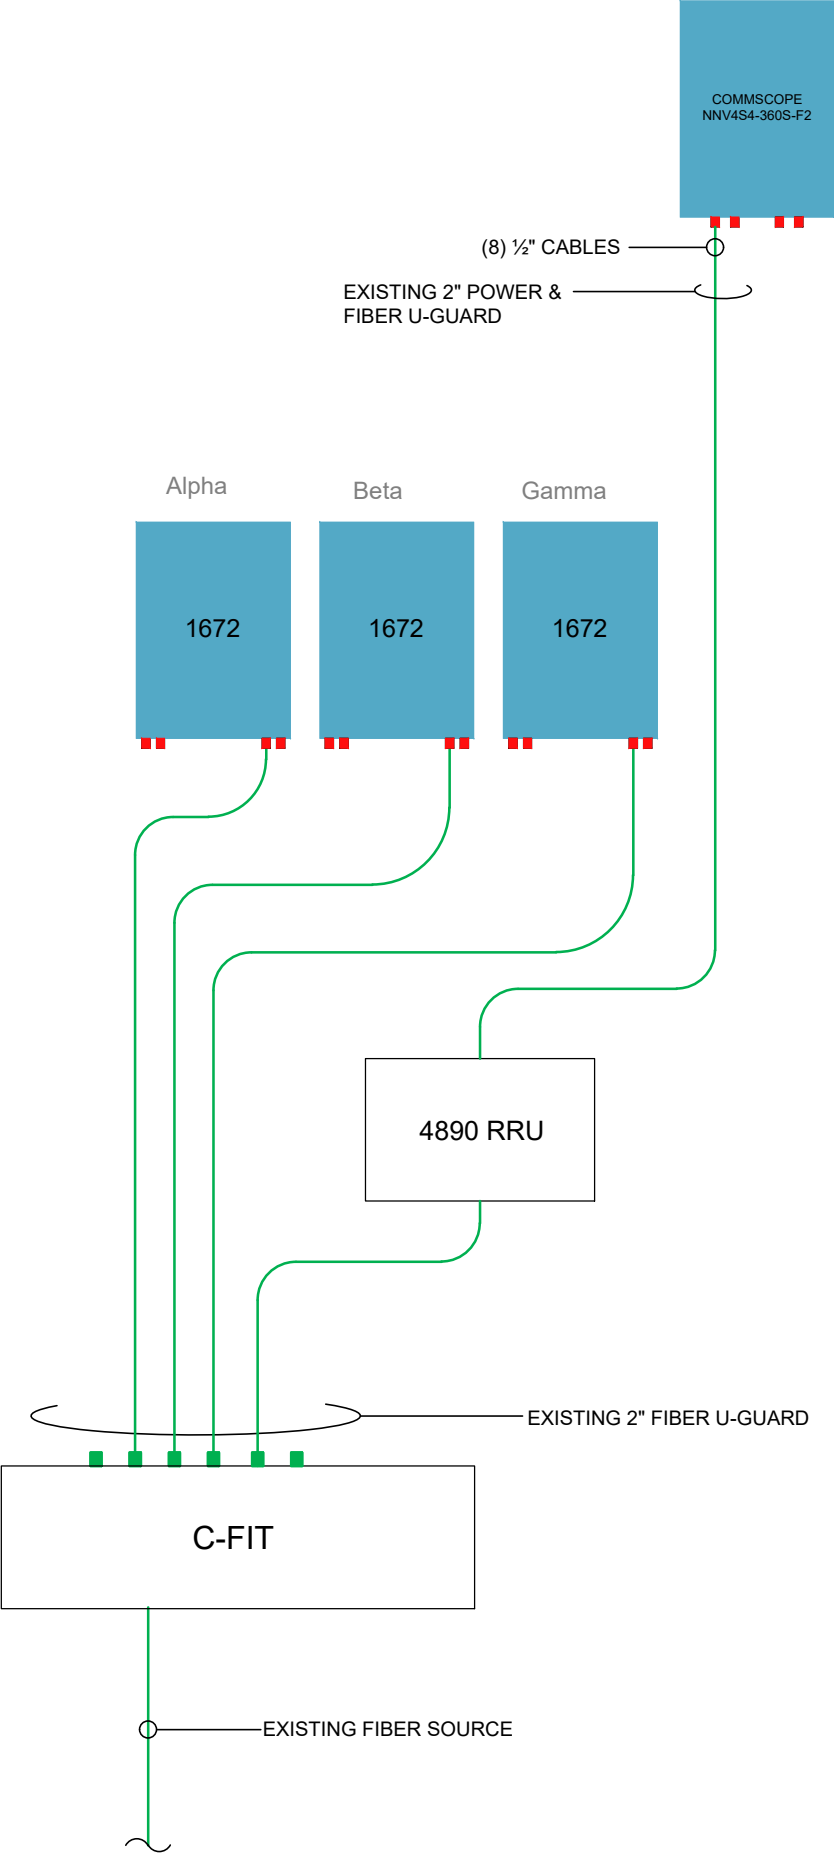 COMMSCOPE
NNV4S4-360S-F2
(8) ½" CABLES
EXISTING 2" POWER &
FIBER U-GUARD
Alpha
Beta
Gamma
1672
1672
1672
4890 RRU
EXISTING 2" FIBER U-GUARD
C-FIT
EXISTING FIBER SOURCE